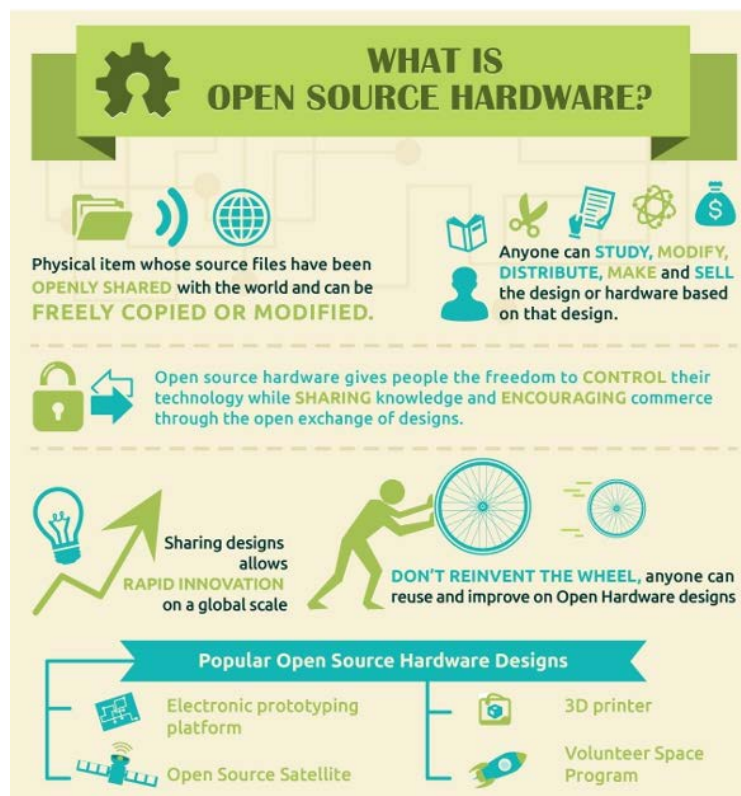 WHAT IS
OPEN SOURCE HARDWARE?
Physical item whose source files have been
OPENLY SHARED with the world and can be
FREELY COPIED OR MODIFIED.
$
Anyone can STUDY, MODIFY,
DISTRIBUTE, MAKE and SELL
the design or hardware based
on that design.
Open source hardware gives people the freedom to CONTROL their
technology while SHARING knowledge and ENCOURAGING commerce
through the open exchange of designs.
Sharing designs
allows
RAPID INNOVATION
on a global scale
DON'T REINVENT THE WHEEL, anyone can
reuse and improve on Open Hardware designs
Popular Open Source Hardware Designs
Electronic prototyping
platform
Open Source Satellite
3D printer
Volunteer Space
Program